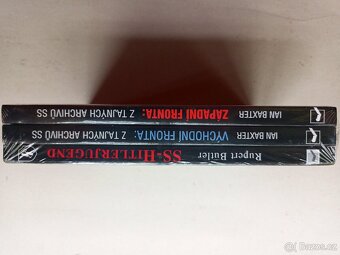 IAN BAXTER ZÁPADNÍ FRONTA: Z TAJNÝCH ARCHIVŮ SS
IAN BAXTER VÝCHODNÍ FRONTA: Z TAJNÝCH ARCHIVŮ SS
Rupert Butler SS-HITLERJUGEND
Bazoš.cz